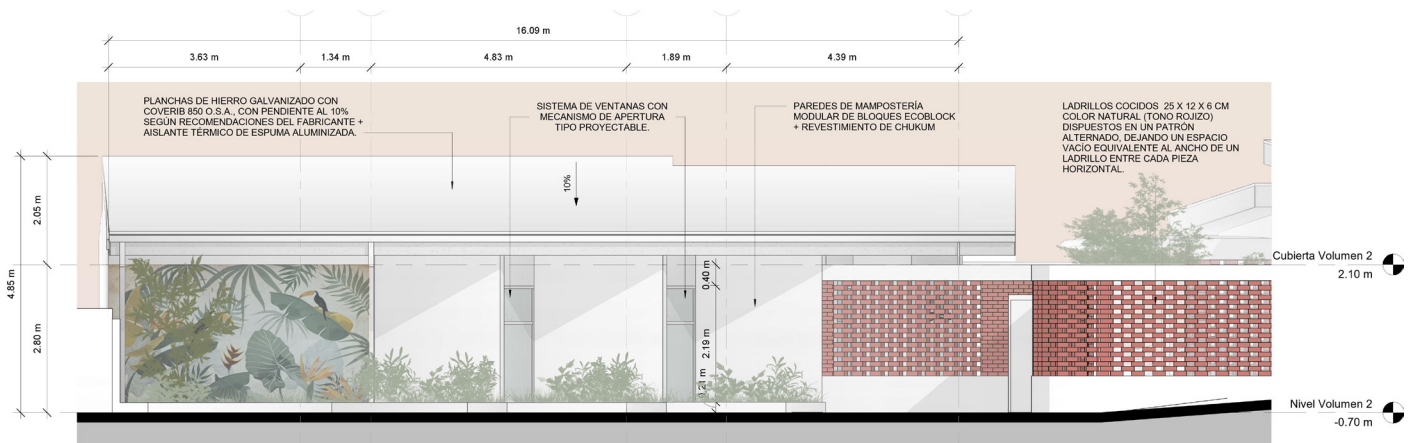 16.09 m
3.63 m
1.34 m
4.83 m
1.89 m
4.39 m
PLANCHAS DE HIERRO GALVANIZADO CON
COVERIB 850 O.S.A., CON PENDIENTE AL 10%
SEGÚN RECOMENDACIONES DEL FABRICANTE +
AISLANTE TÉRMICO DE ESPUMA ALUMINIZADA.
SISTEMA DE VENTANAS CON
MECANISMO DE APERTURA
TIPO PROYECTABLE.
PAREDES DE MAMPOSTERÍA
MODULAR DE BLOQUES ECOBLOCK
+ REVESTIMIENTO DE CHUKUM
LADRILLOS COCIDOS 25 X 12 X 6 CM
COLOR NATURAL (TONO ROJIZO)
DISPUESTOS EN UN PATRÓN
ALTERNADO, DEJANDO UN ESPACIO
VACÍO EQUIVALENTE AL ANCHO DE UN
LADRILLO ENTRE CADA PIEZA
HORIZONTAL.
10%
4.85 m
2.05 m
2.80 m
0.40 m
2.19 m
0.21 m
Cubierta Volumen 2
2.10 m
Nivel Volumen 2
-0.70 m